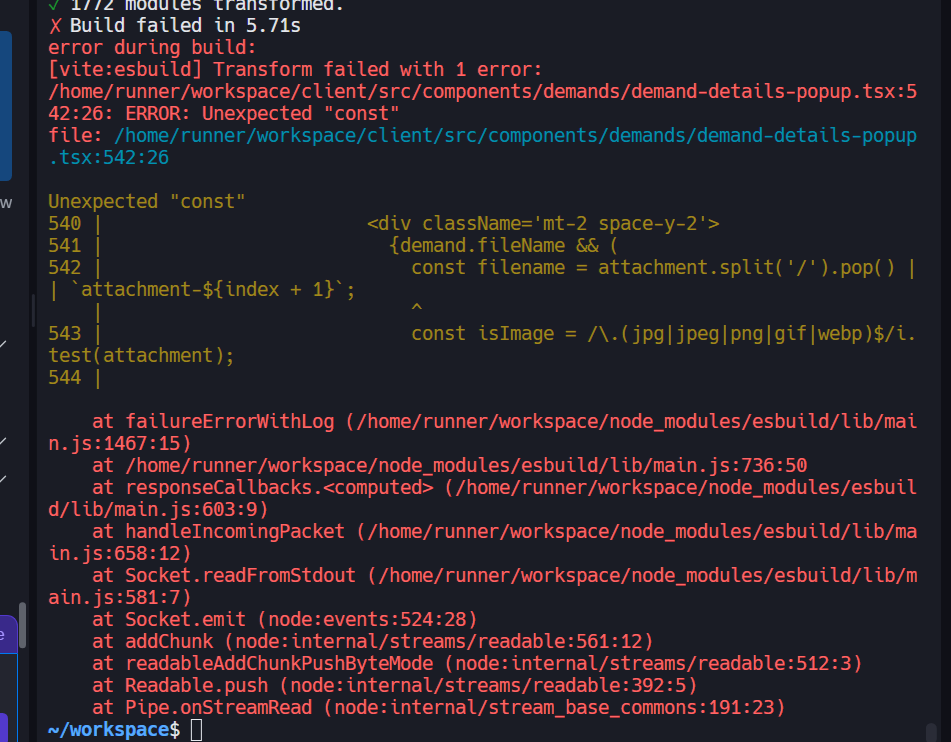 ✓ 1772 modules transformed.
✗ Build failed in 5.71s
error during build:
[vite:esbuild] Transform failed with 1 error:
/home/runner/workspace/client/src/components/demands/demand-details-popup.tsx:5
42:26: ERROR: Unexpected "const"
file: /home/runner/workspace/client/src/components/demands/demand-details-popup
.tsx:542:26
w
Unexpected "const"
540 |                        <div className='mt-2 space-y-2'>
541 |                          {demand.fileName && (
542 |                            const filename = attachment.split('/').pop() |
| `attachment-${index + 1}`;
    |                            ^
543 |                            const isImage = /\.(jpg|jpeg|png|gif|webp)$/i.
test(attachment);
544 |
    at failureErrorWithLog (/home/runner/workspace/node_modules/esbuild/lib/mai
n.js:1467:15)
    at /home/runner/workspace/node_modules/esbuild/lib/main.js:736:50
    at responseCallbacks.<computed> (/home/runner/workspace/node_modules/esbuil
d/lib/main.js:603:9)
    at handleIncomingPacket (/home/runner/workspace/node_modules/esbuild/lib/ma
in.js:658:12)
    at Socket.readFromStdout (/home/runner/workspace/node_modules/esbuild/lib/m
ain.js:581:7)
    at Socket.emit (node:events:524:28)
    at addChunk (node:internal/streams/readable:561:12)
e
    at readableAddChunkPushByteMode (node:internal/streams/readable:512:3)
    at Readable.push (node:internal/streams/readable:392:5)
    at Pipe.onStreamRead (node:internal/stream_base_commons:191:23)
~/workspace$